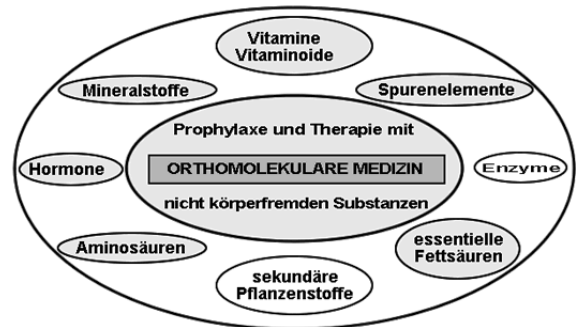 Vitamine
Vitaminoide
Mineralstoffe
Spurenelemente
Prophylaxe und Therapie mit
Hormone
ORTHOMOLEKULARE MEDIZIN
Enzyme
nicht körperfremden Substanzen
Aminosäuren
essentielle
Fettsäuren
sekundäre
Pflanzenstoffe